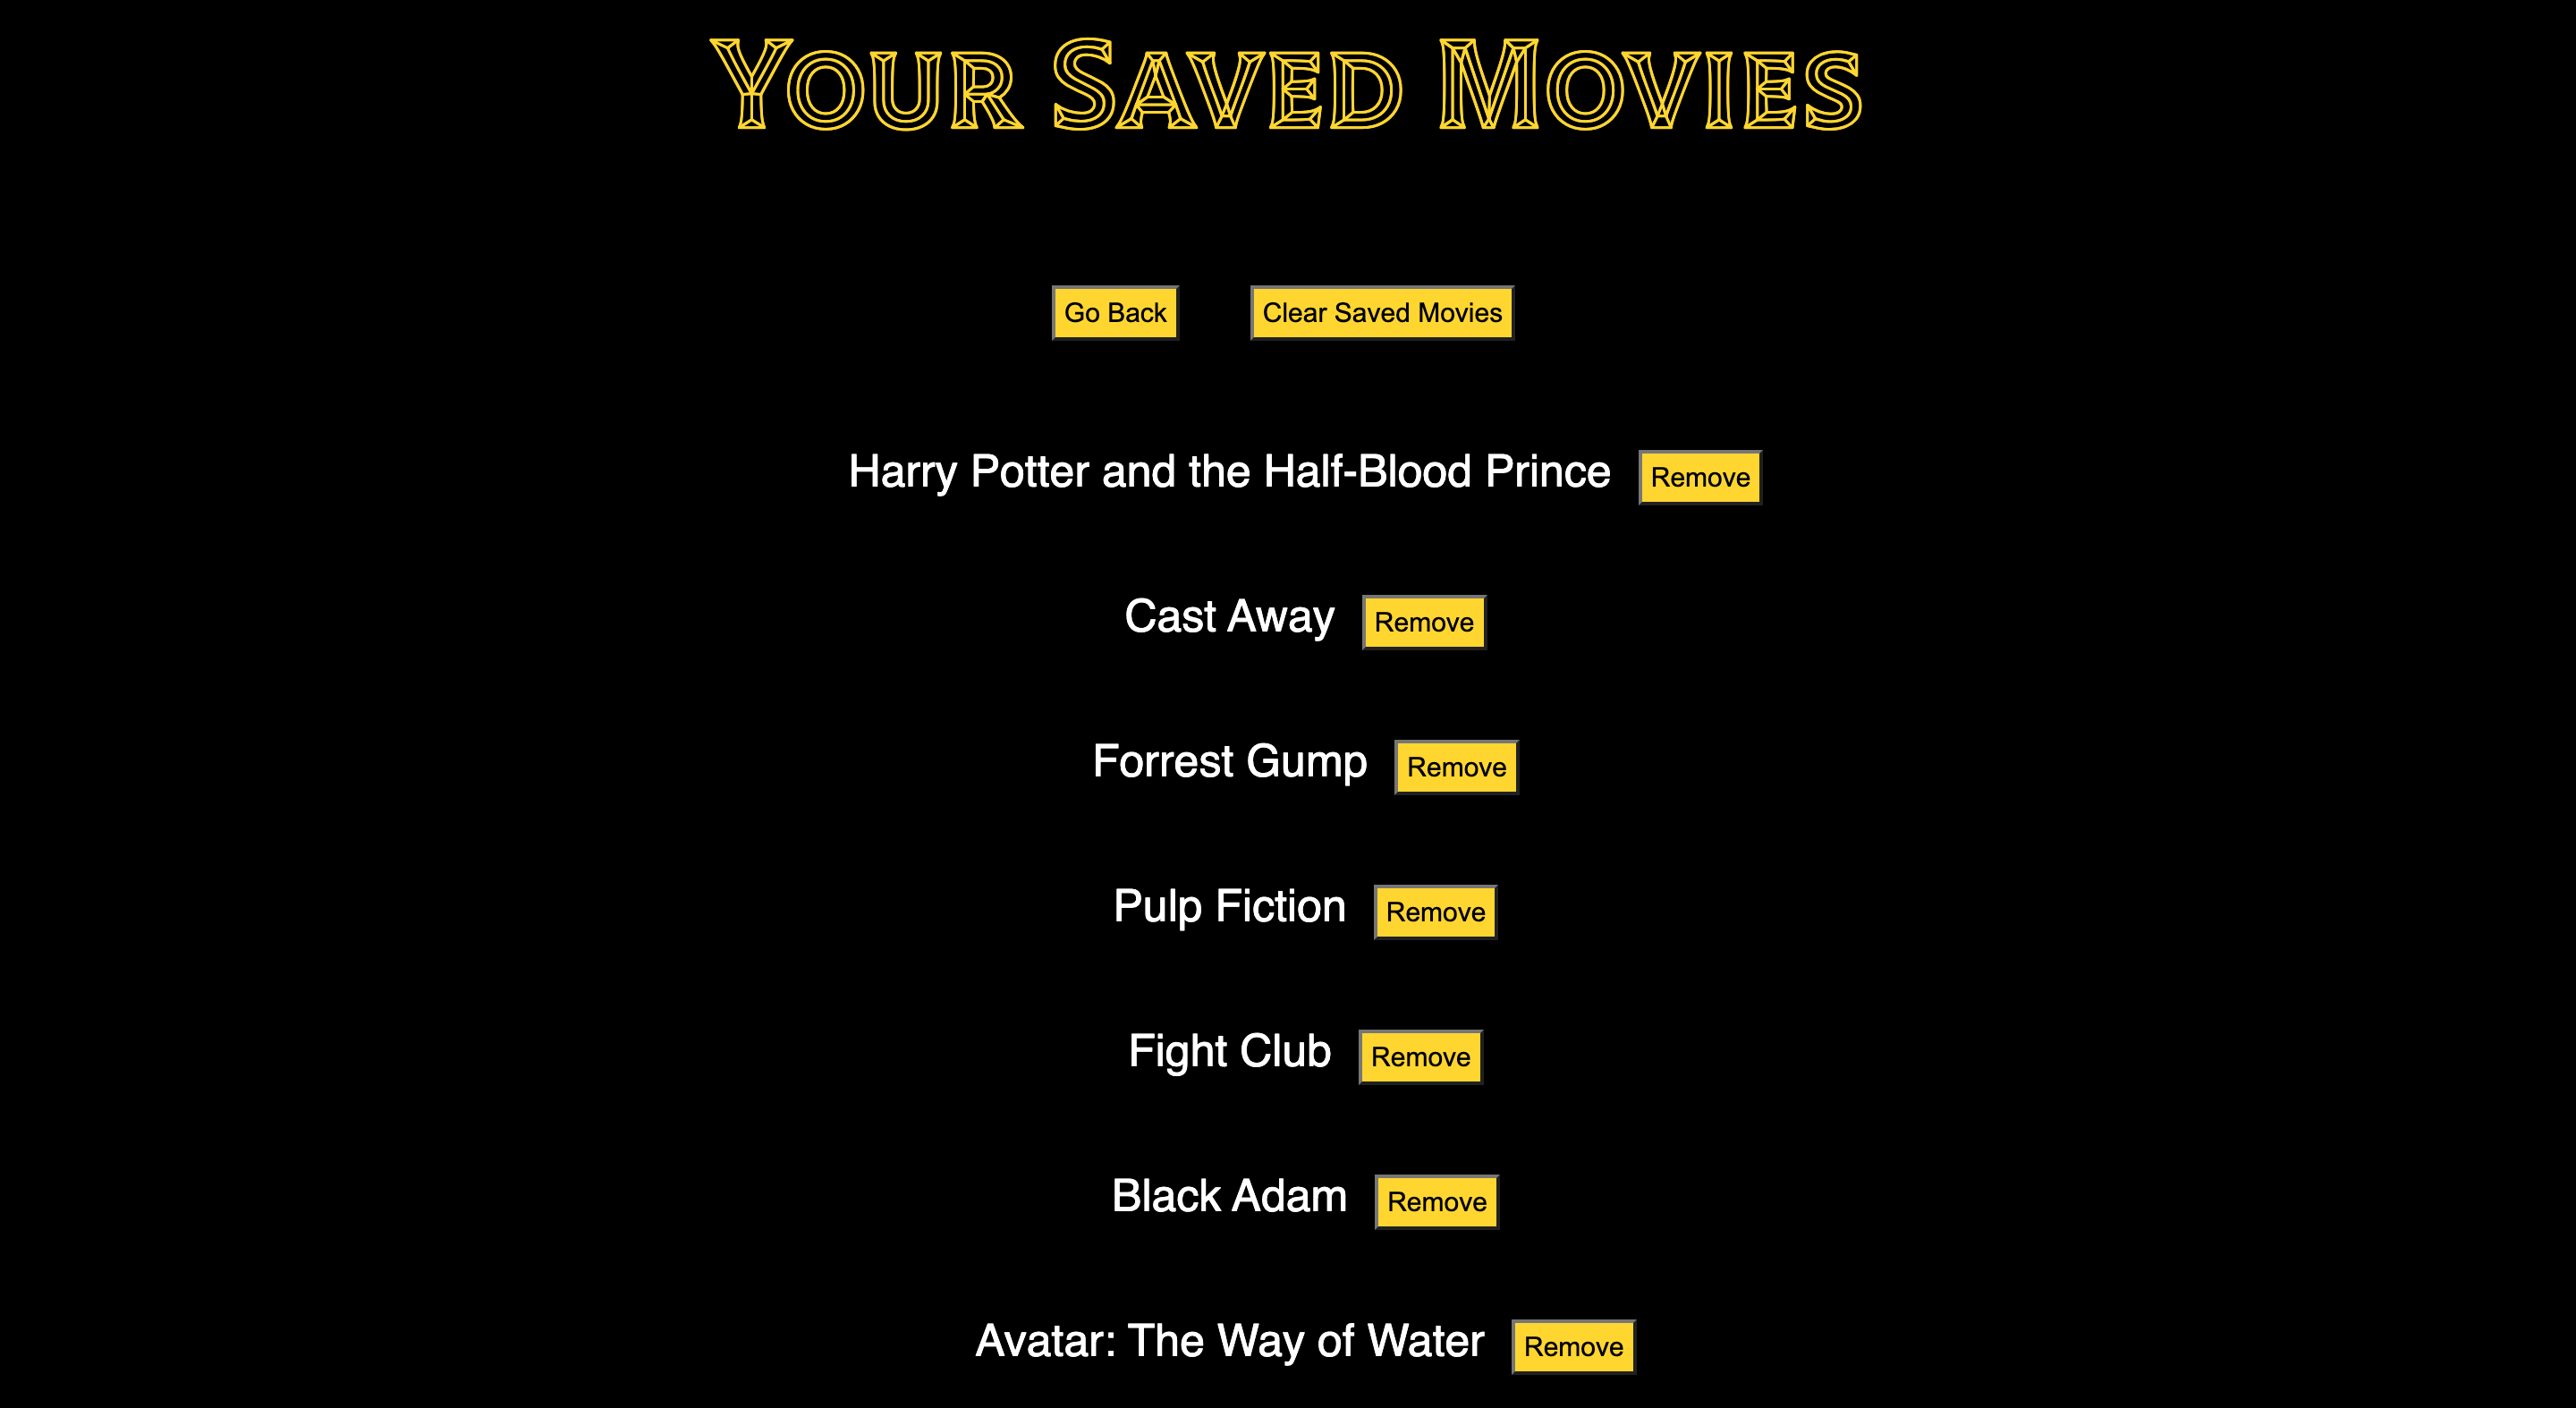 Your Saved Movies
Go Back Clear Saved Movies
Harry Potter and the Half-Blood Prince Remove
Cast Away Remove
Forrest Gump Remove
Pulp Fiction Remove
Fight Club Remove
Black Adam Remove
Avatar: The Way of Water Remove